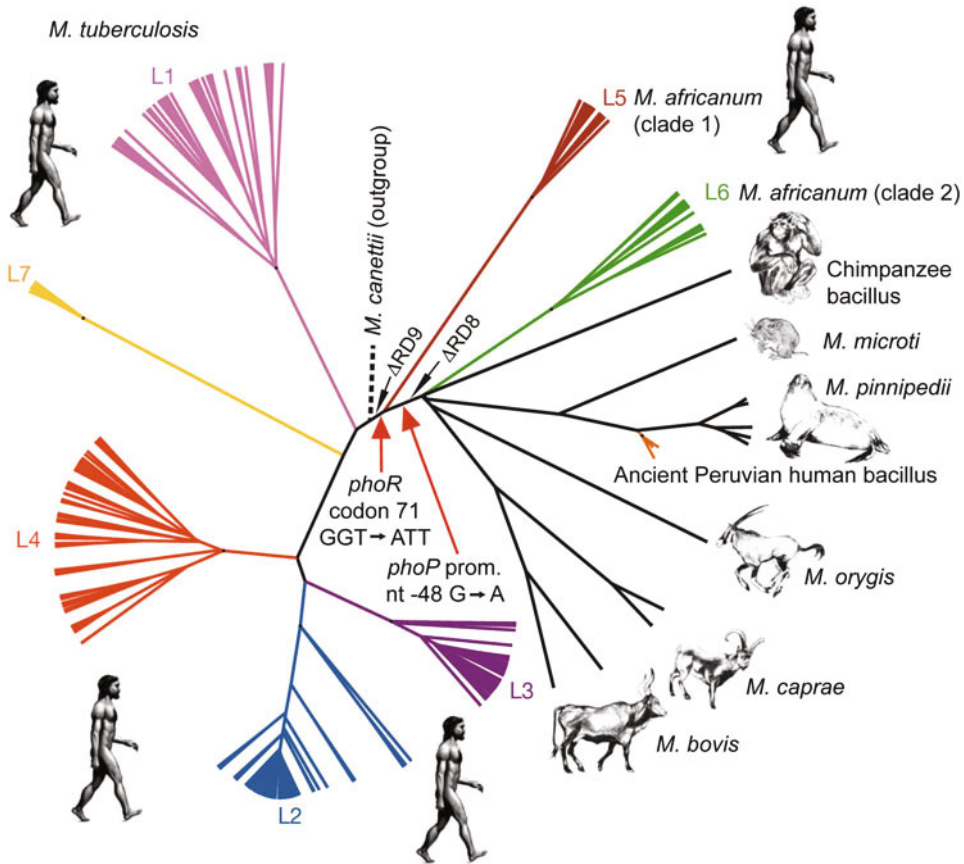 M. tuberculosis
L1
L5 M. africanum
(clade 1)
L6 M. africanum (clade 2)
Chimpanzee
bacillus
M. microti
M. pinnipedii
Ancient Peruvian human bacillus
M. orygis
M. caprae
M. bovis
L7
M. canettii (outgroup)
ΔRD9
ΔRD8
phoR
codon 71
GGT→ATT
phoP prom.
nt -48 G→A
L4
L3
L2